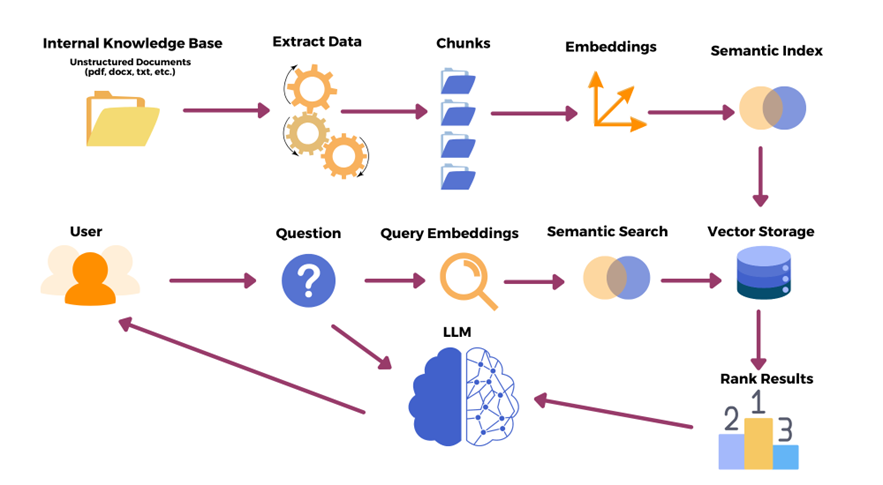 Internal Knowledge Base
Unstructured Documents
(pdf, docx, txt, etc.)
Extract Data
Chunks
Embeddings
Semantic Index
User
Question
?
Query Embeddings
Semantic Search
Vector Storage
LLM
Rank Results
2 1 3